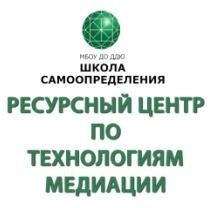 МБОУ ДО ДДЮ
ШКОЛА
САМООПРЕДЕЛЕНИЯ
РЕСУРСНЫЙ ЦЕНТР
ПО
ТЕХНОЛОГИЯМ
МЕДИАЦИИ